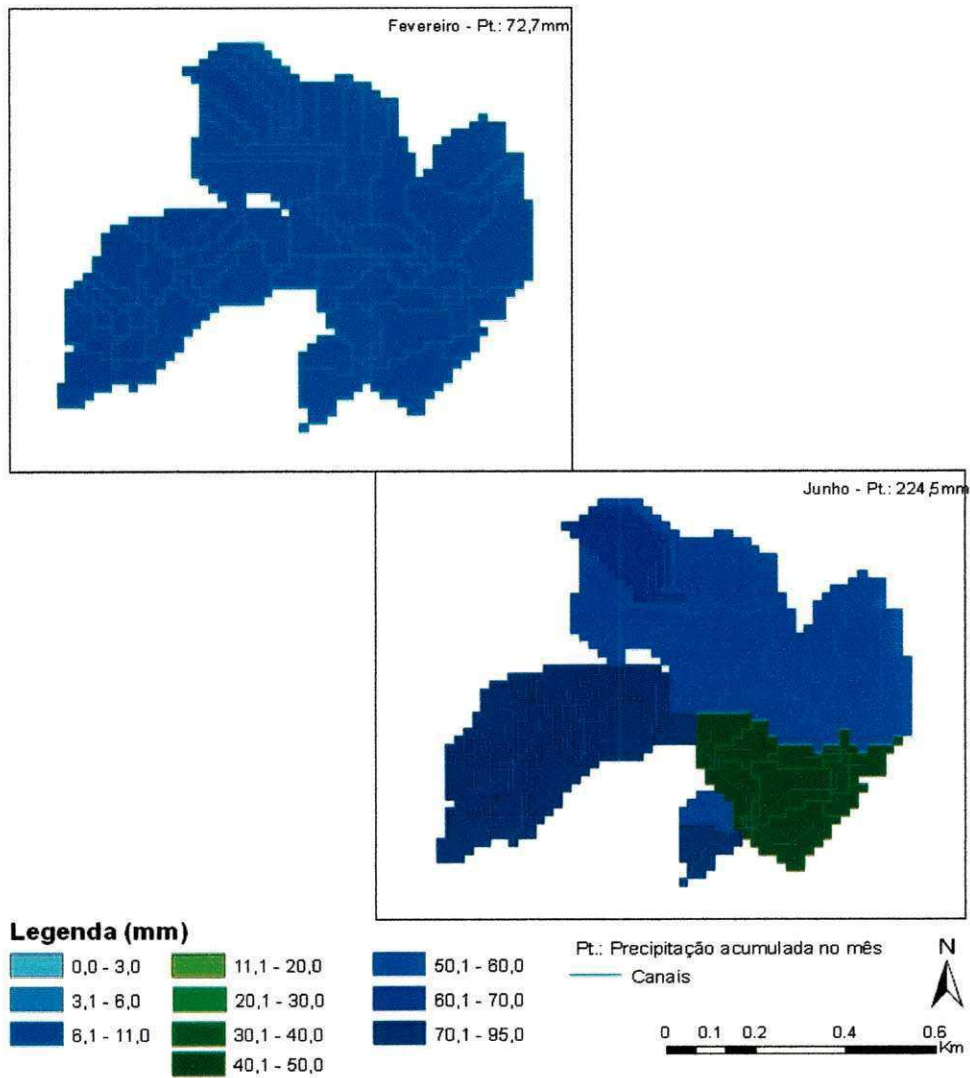 Fevereiro - Pt.: 72,7mm
Junho - Pt.: 224,5mm
Legenda (mm)
0,0 - 3,0
3,1 - 6,0
6,1 - 11,0
11,1 - 20,0
20,1 - 30,0
30,1 - 40,0
40,1 - 50,0
50,1 - 60,0
60,1 - 70,0
70,1 - 95,0
Pt.: Precipitação acumulada no mês
Canais
N
0 0.1 0.2 0.4 0.6
Km